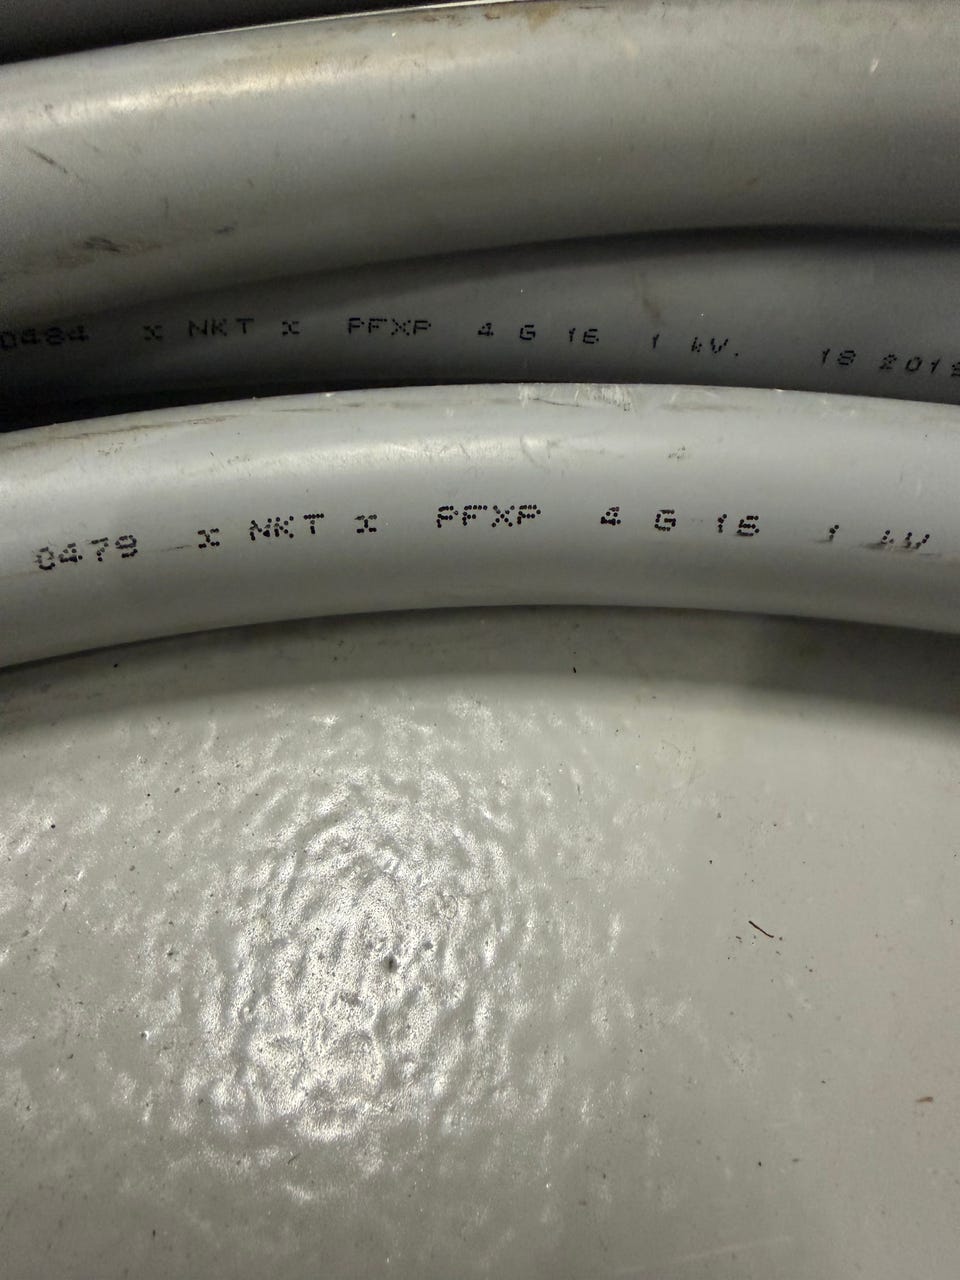 0484 x NKT x PFXP 4 G 16 1 kV. 18 2019
0479 x NKT x PFXP 4 G 16 1 kV